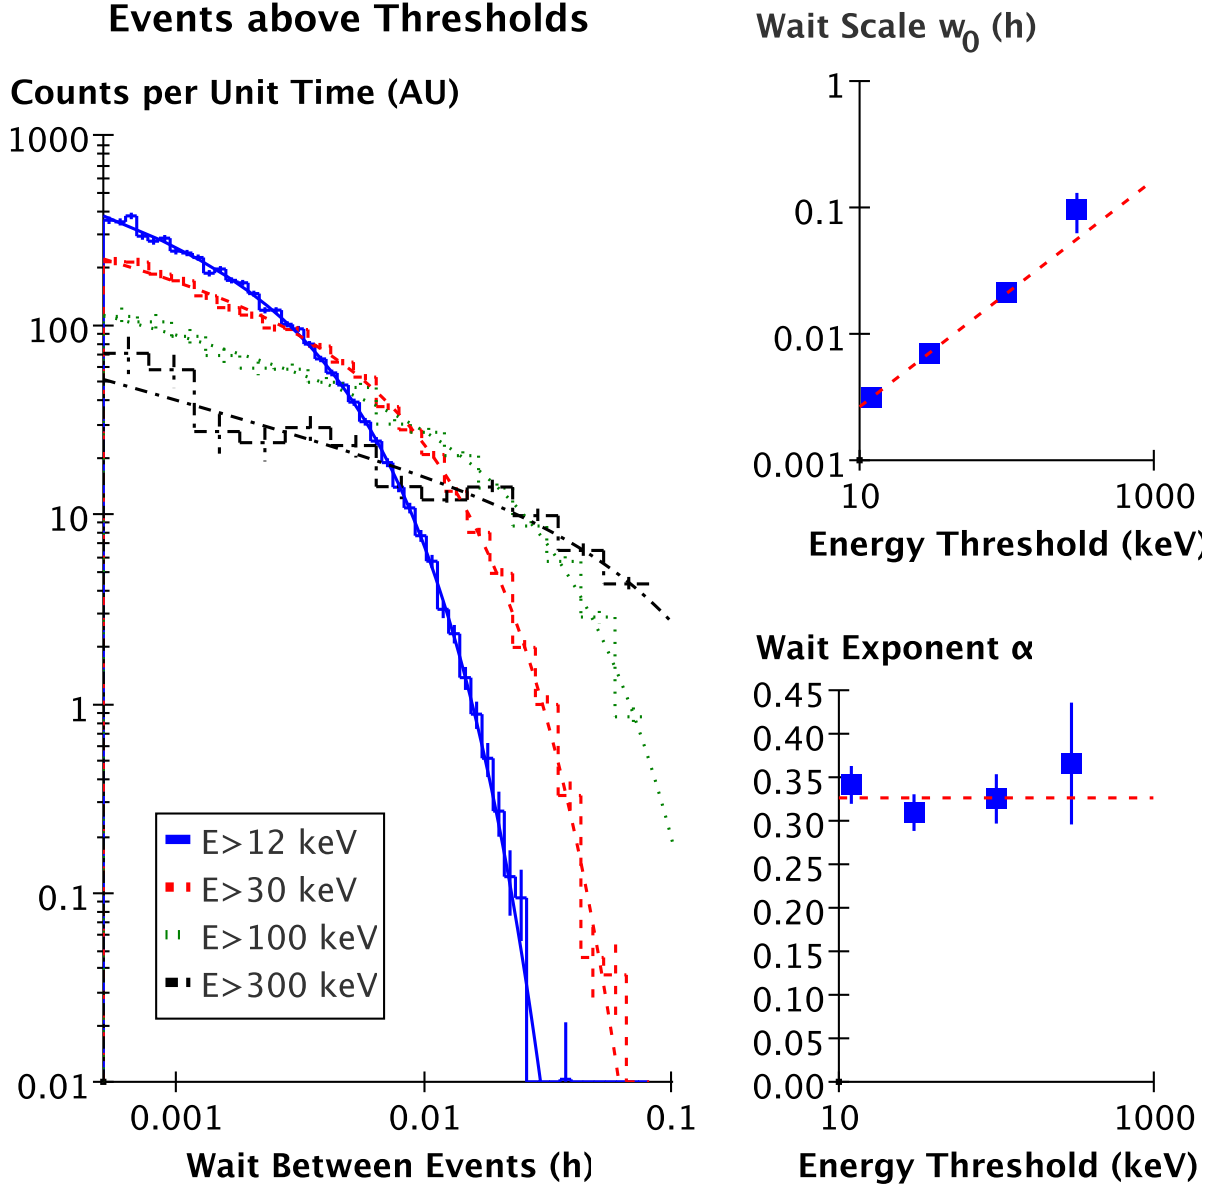 Events above Thresholds
Counts per Unit Time (AU)
1000
100
10
1
0.1
0.01
0.001
0.01
0.1
Wait Between Events (h)
E>12 keV
E>30 keV
E>100 keV
E>300 keV
Wait Scale w0 (h)
1
0.1
0.01
0.001
10
1000
Energy Threshold (keV)
Wait Exponent α
0.45
0.40
0.35
0.30
0.25
0.20
0.15
0.10
0.05
0.00
10
1000
Energy Threshold (keV)